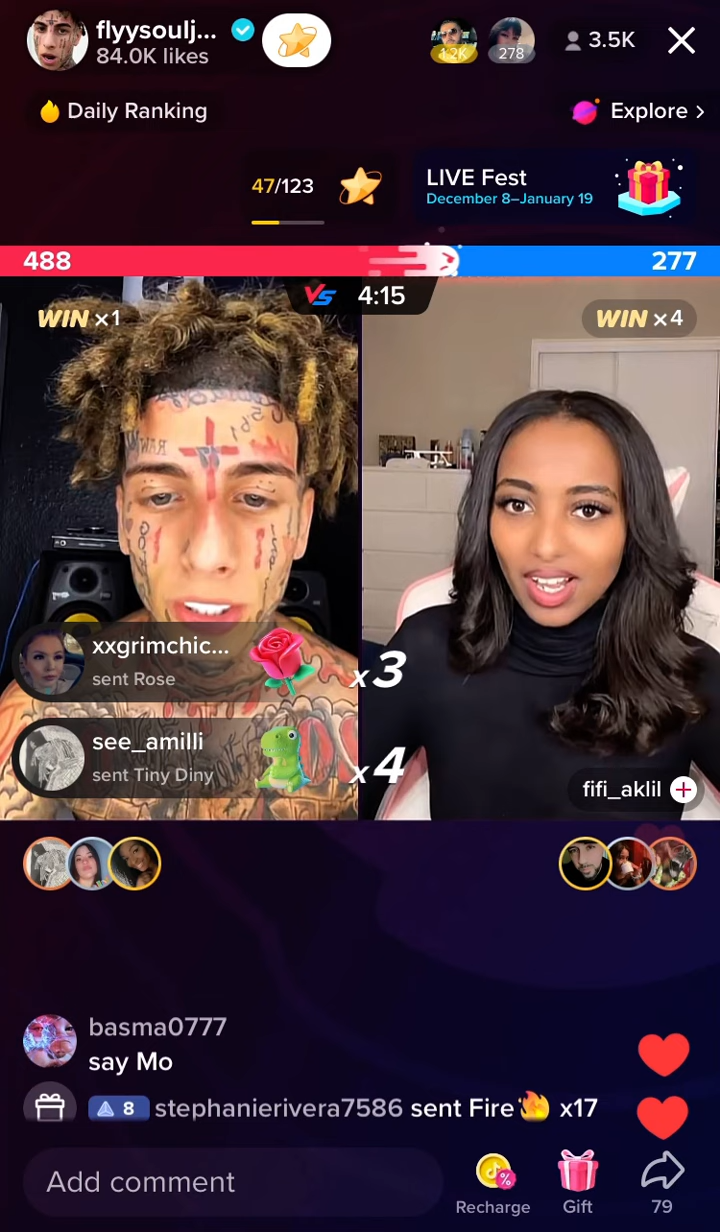 flyysoulj...
84.0K likes
1.2K
278
3.5K
Daily Ranking
Explore >
47/123
LIVE Fest
December 8–January 19
488
277
VS 4:15
WIN x1
WIN x4
RAW
xxgrimchic...
sent Rose
x3
see_amilli
sent Tiny Diny
x4
fifi_aklil
basma0777
say Mo
8 stephanierivera7586 sent Fire🔥 x17
Add comment
Recharge
Gift
79